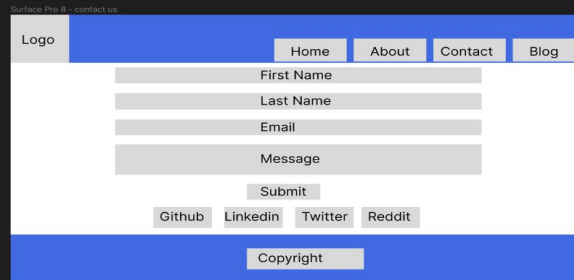 Surface Pro 8 - contact us
Logo
Home About Contact Blog
First Name
Last Name
Email
Message
Submit
Github Linkedin Twitter Reddit
Copyright